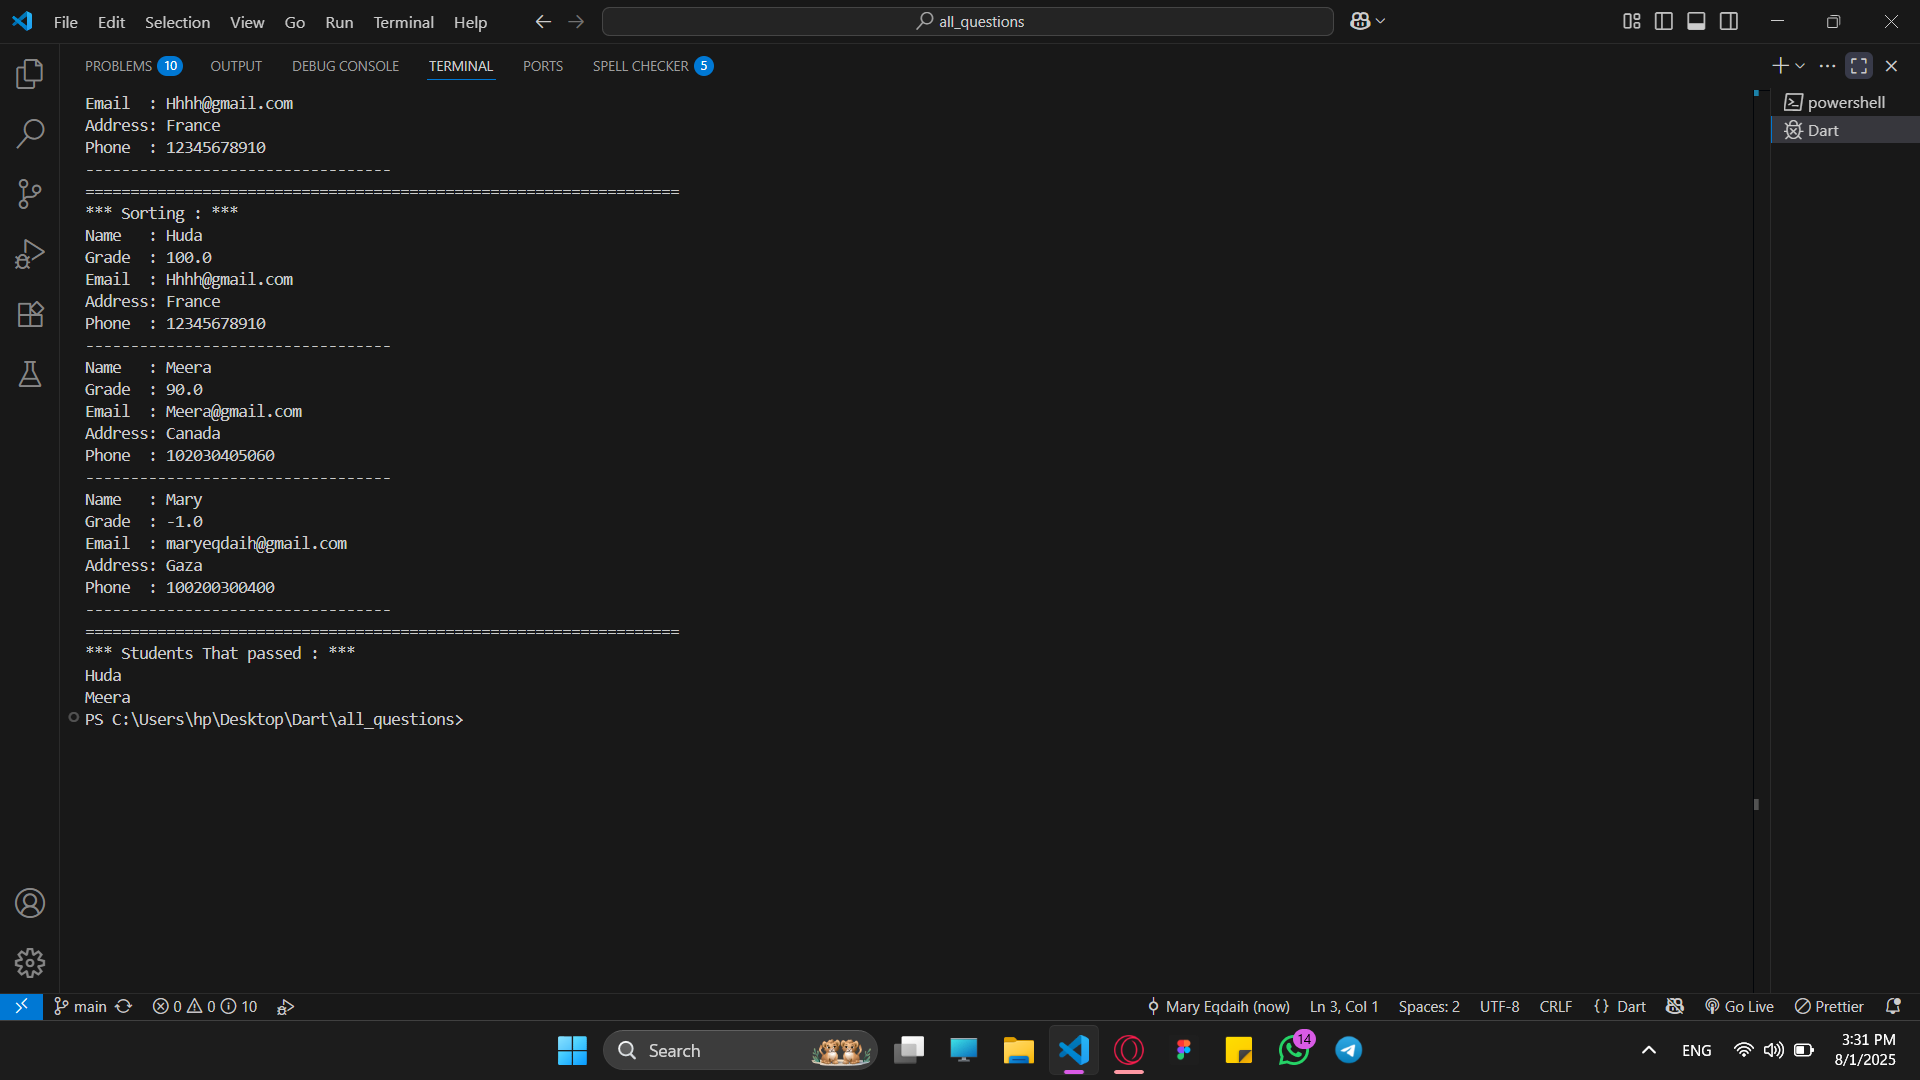 File Edit Selection View Go Run Terminal Help
all_questions
PROBLEMS 10 OUTPUT DEBUG CONSOLE TERMINAL PORTS SPELL CHECKER 5
Email  : Hhhh@gmail.com
Address: France
Phone  : 12345678910
----------------------------------
==================================================================
*** Sorting : ***
Name   : Huda
Grade  : 100.0
Email  : Hhhh@gmail.com
Address: France
Phone  : 12345678910
----------------------------------
Name   : Meera
Grade  : 90.0
Email  : Meera@gmail.com
Address: Canada
Phone  : 102030405060
----------------------------------
Name   : Mary
Grade  : -1.0
Email  : maryeqdaih@gmail.com
Address: Gaza
Phone  : 100200300400
----------------------------------
==================================================================
*** Students That passed : ***
Huda
Meera
PS C:\Users\hp\Desktop\Dart\all_questions>
powershell
Dart
main 0 0 10 Mary Eqdaih (now) Ln 3, Col 1 Spaces: 2 UTF-8 CRLF {} Dart Go Live Prettier
Search 14 ENG 3:31 PM
8/1/2025